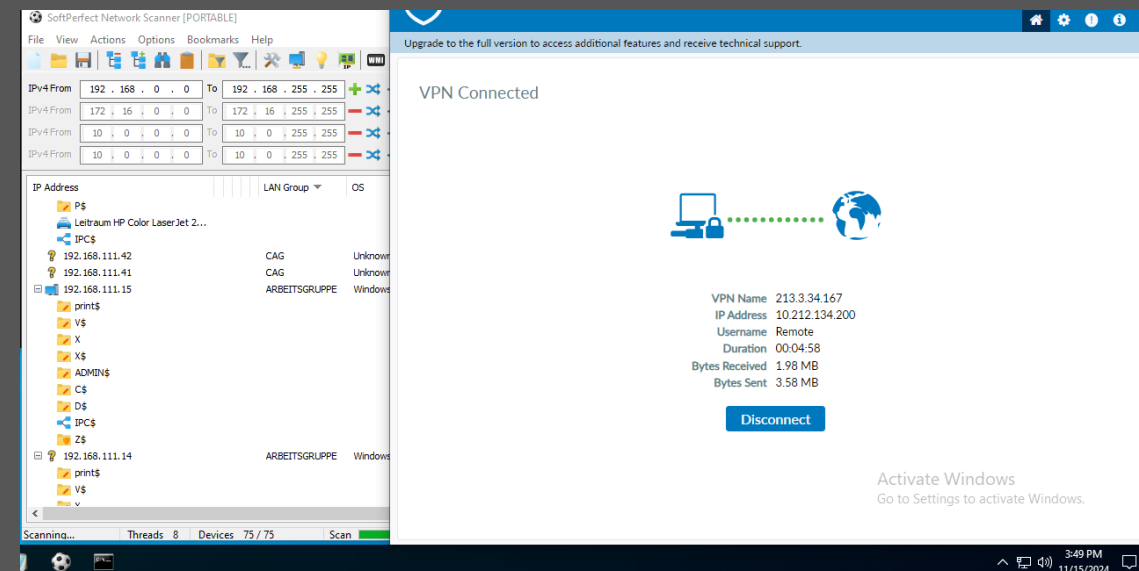 SoftPerfect Network Scanner [PORTABLE]
File View Actions Options Bookmarks Help
WMI
IP
IPv4 From 192 . 168 . 0 . 0 To 192 . 168 . 255 . 255
IPv4 From 172 . 16 . 0 . 0 To 172 . 16 . 255 . 255
IPv4 From 10 . 0 . 0 . 0 To 10 . 0 . 255 . 255
IPv4 From 10 . 0 . 0 . 0 To 10 . 0 . 255 . 255
IP Address LAN Group OS
P$
Leitraum HP Color LaserJet 2...
IPC$
192.168.111.42 CAG Unknown
192.168.111.41 CAG Unknown
192.168.111.15 ARBEITSGRUPPE Windows
print$
V$
X
X$
ADMIN$
C$
D$
IPC$
Z$
192.168.111.14 ARBEITSGRUPPE Windows
print$
V$
Scanning... Threads 8 Devices 75 / 75 Scan
Upgrade to the full version to access additional features and receive technical support.
VPN Connected
VPN Name 213.3.34.167
IP Address 10.212.134.200
Username Remote
Duration 00:04:58
Bytes Received 1.98 MB
Bytes Sent 3.58 MB
Disconnect
Activate Windows
Go to Settings to activate Windows.
3:49 PM
11/15/2024